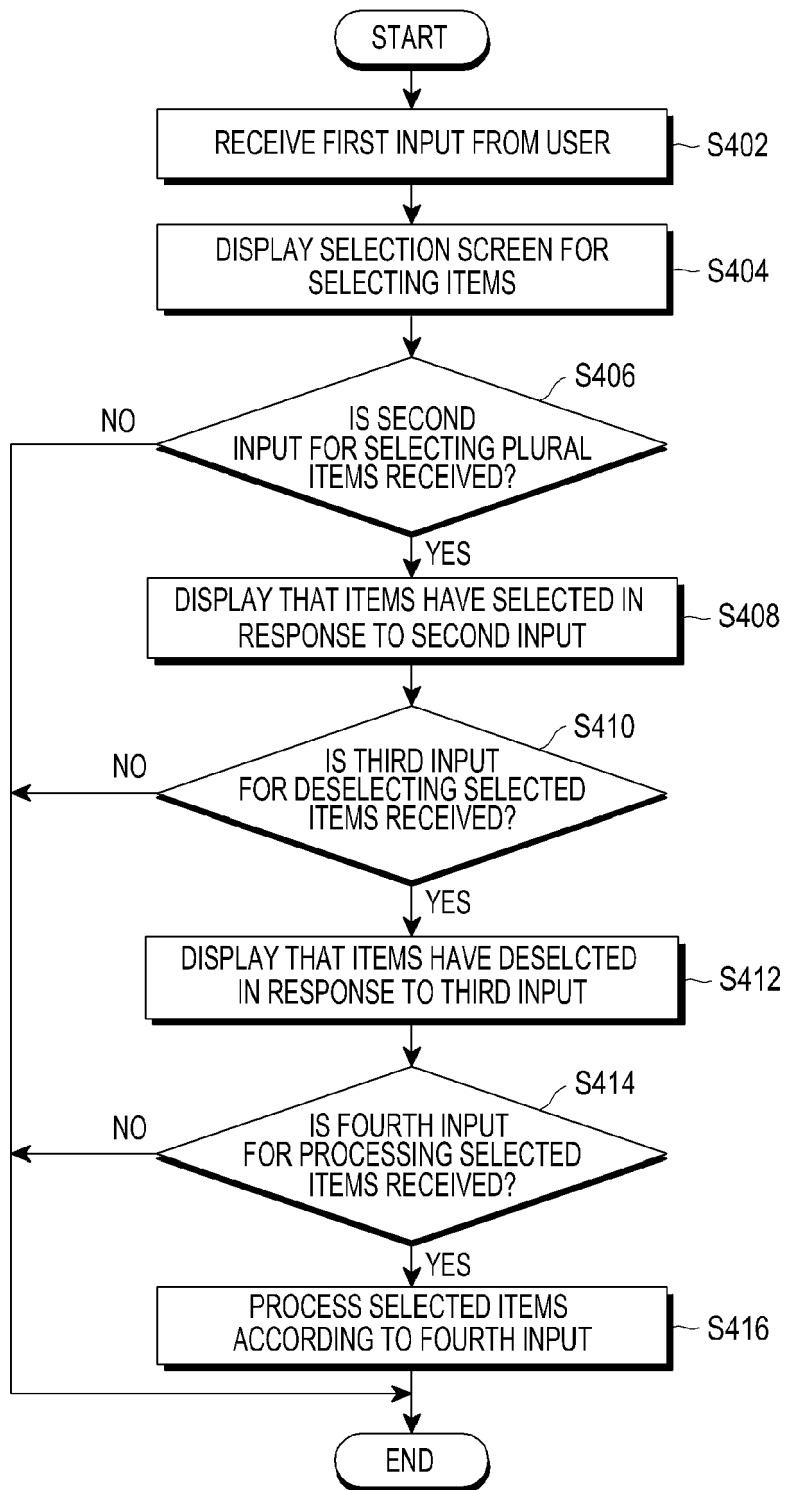 START
RECEIVE FIRST INPUT FROM USER
S402
DISPLAY SELECTION SCREEN FOR
SELECTING ITEMS
S404
S406
IS SECOND
INPUT FOR SELECTING PLURAL
ITEMS RECEIVED?
NO
YES
DISPLAY THAT ITEMS HAVE SELECTED IN
RESPONSE TO SECOND INPUT
S408
S410
IS THIRD INPUT
FOR DESELECTING SELECTED
ITEMS RECEIVED?
NO
YES
DISPLAY THAT ITEMS HAVE DESELCTED
IN RESPONSE TO THIRD INPUT
S412
S414
IS FOURTH INPUT
FOR PROCESSING SELECTED
ITEMS RECEIVED?
NO
YES
PROCESS SELECTED ITEMS
ACCORDING TO FOURTH INPUT
S416
END